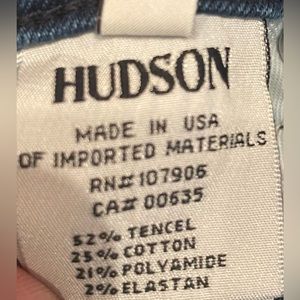 HUDSON
MADE IN USA
OF IMPORTED MATERIALS
RN# 107906
CA# 00635
52% TENCEL
25% COTTON
21% POLYAMIDE
2% ELASTAN